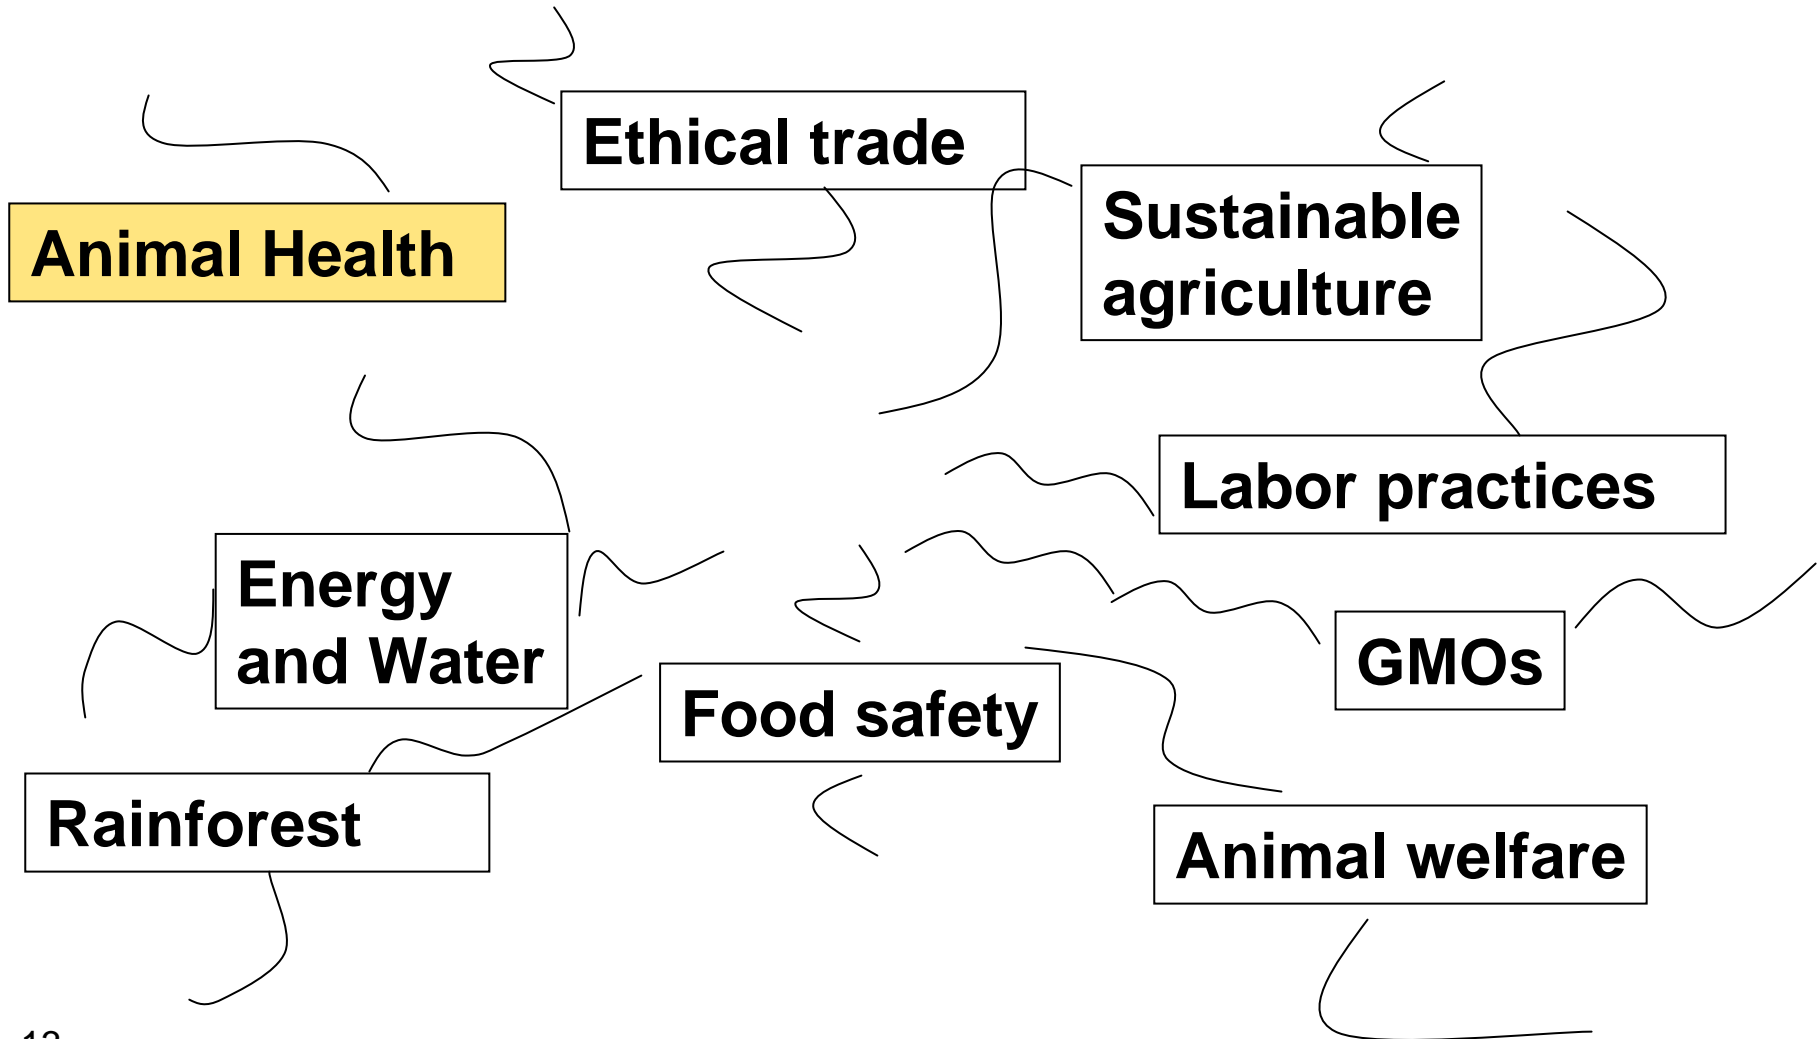 Ethical trade
Animal Health
Sustainable
agriculture
Labor practices
Energy
and Water
GMOs
Food safety
Rainforest
Animal welfare